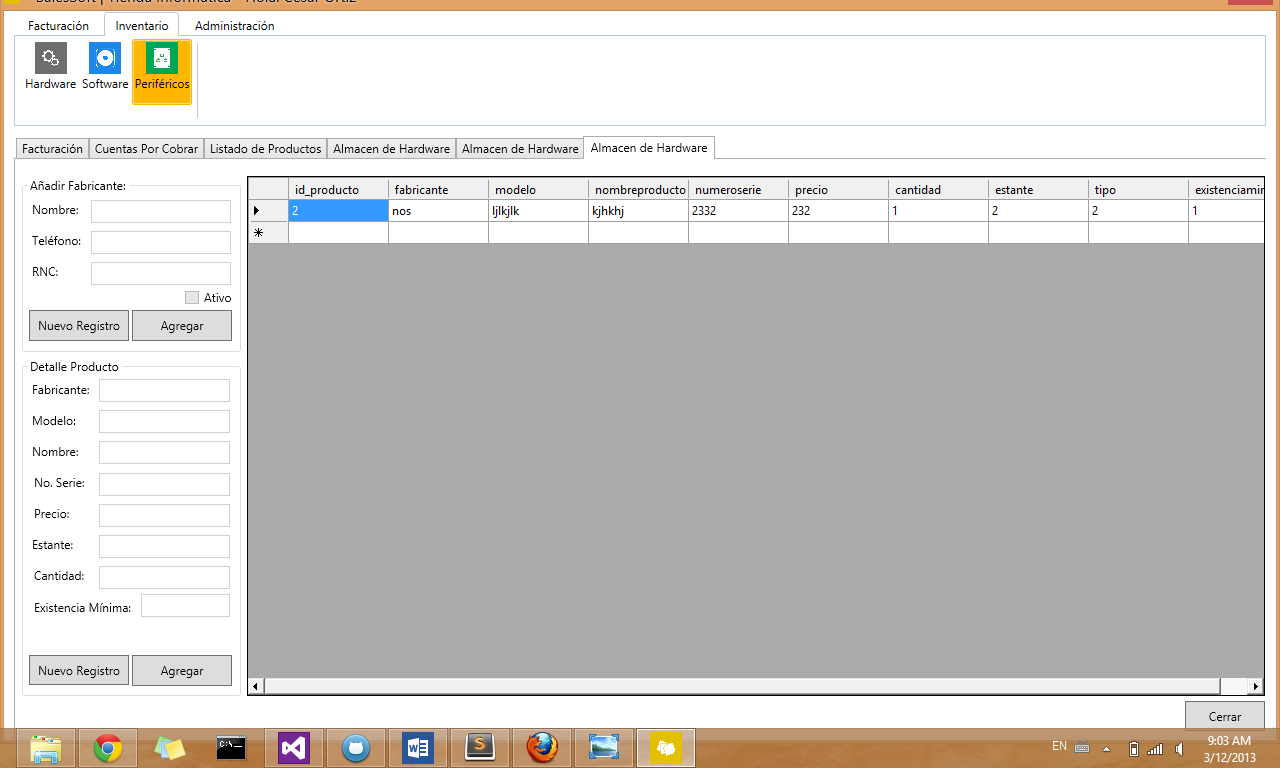 SalesSoft | Tienda Informática - Hola: César Ortiz
Facturación Inventario Administración
Hardware Software Periféricos
Facturación Cuentas Por Cobrar Listado de Productos Almacen de Hardware Almacen de Hardware Almacen de Hardware
Añadir Fabricante:
Nombre:
Teléfono:
RNC:
Ativo
Nuevo Registro Agregar
Detalle Producto
Fabricante:
Modelo:
Nombre:
No. Serie:
Precio:
Estante:
Cantidad:
Existencia Mínima:
Nuevo Registro Agregar
id_producto fabricante modelo nombreproducto numeroserie precio cantidad estante tipo existenciamin
2 nos ljlkjlk kjhkhj 2332 232 1 2 2 1
Cerrar
C:\
EN
9:03 AM
3/12/2013